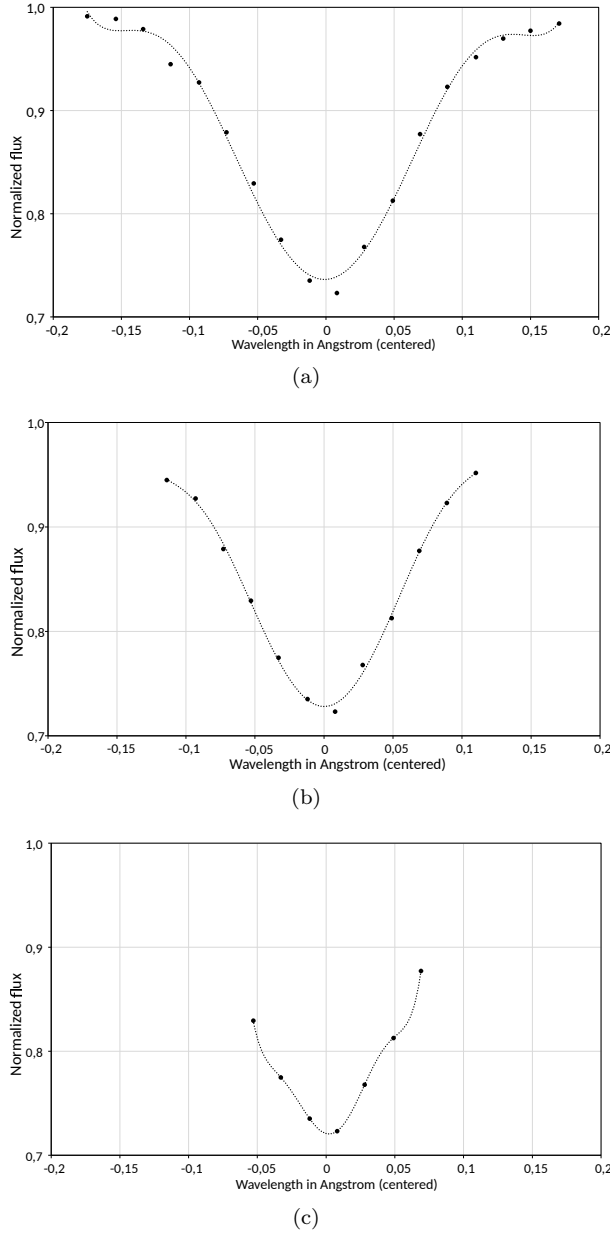 1,0
0,9
0,8
0,7
Normalized flux
-0,2 -0,15 -0,1 -0,05 0 0,05 0,1 0,15 0,2
Wavelength in Angstrom (centered)
(a)
1,0
0,9
0,8
0,7
Normalized flux
-0,2 -0,15 -0,1 -0,05 0 0,05 0,1 0,15 0,2
Wavelength in Angstrom (centered)
(b)
1,0
0,9
0,8
0,7
Normalized flux
-0,2 -0,15 -0,1 -0,05 0 0,05 0,1 0,15 0,2
Wavelength in Angstrom (centered)
(c)